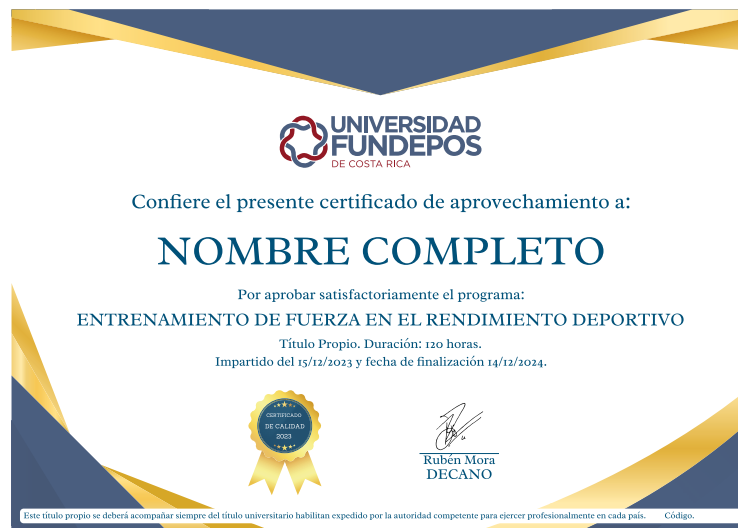 UNIVERSIDAD
FUNDEPOS
DE COSTA RICA
Confiere el presente certificado de aprovechamiento a:
NOMBRE COMPLETO
Por aprobar satisfactoriamente el programa:
ENTRENAMIENTO DE FUERZA EN EL RENDIMIENTO DEPORTIVO
Título Propio. Duración: 120 horas.
Impartido del 15/12/2023 y fecha de finalización 14/12/2024.
CERTIFICADO
DE CALIDAD
2023
Rubén Mora
DECANO
Este título propio se deberá acompañar siempre del título universitario habilitan expedido por la autoridad competente para ejercer profesionalmente en cada país. Código.